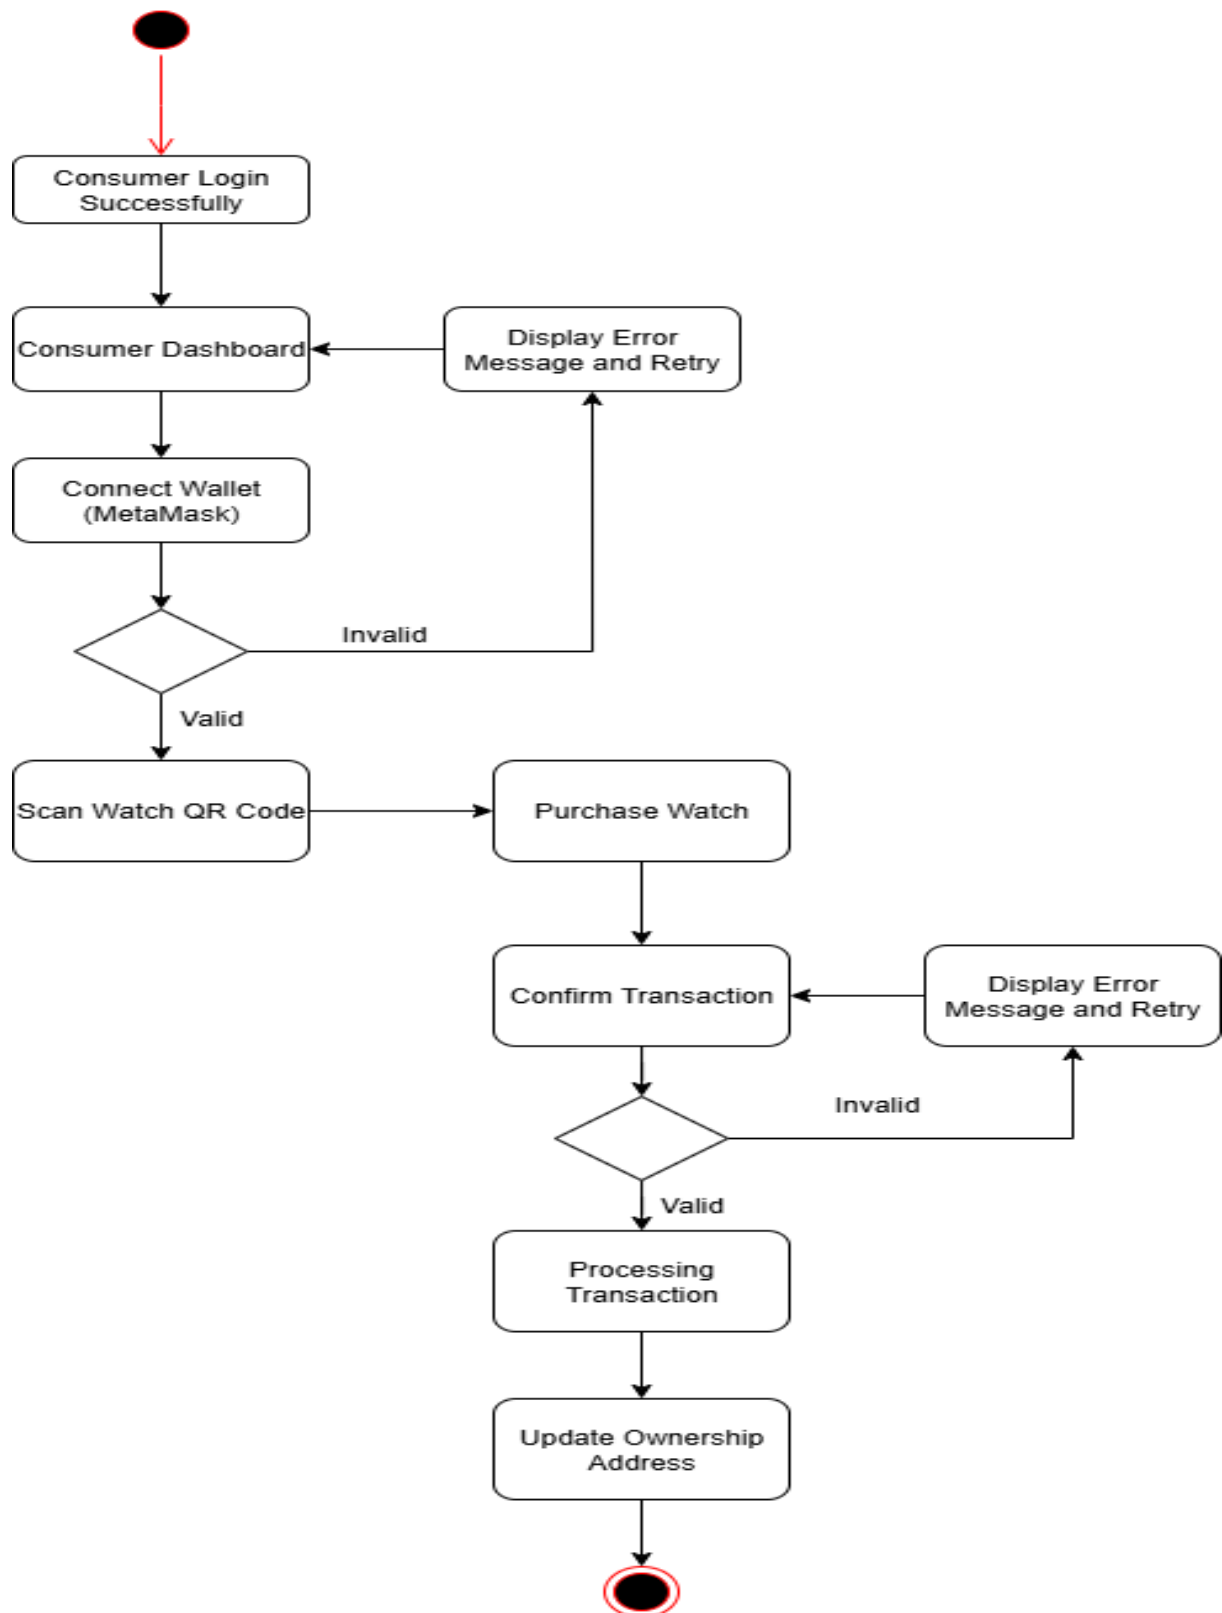 Consumer Login
Successfully
Consumer Dashboard
Display Error
Message and Retry
Connect Wallet
(MetaMask)
Invalid
Valid
Scan Watch QR Code
Purchase Watch
Confirm Transaction
Display Error
Message and Retry
Invalid
Valid
Processing
Transaction
Update Ownership
Address